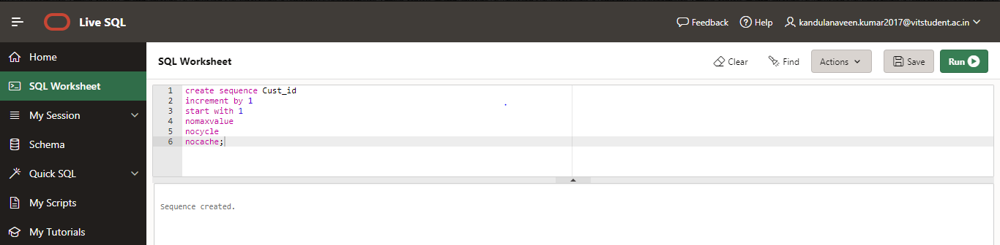 Live SQL
Feedback
Help
kandulanaveen.kumar2017@vitstudent.ac.in
Home
SQL Worksheet
My Session
Schema
Quick SQL
My Scripts
My Tutorials
SQL Worksheet
Clear
Find
Actions
Save
Run
1 create sequence Cust_id
2 increment by 1
3 start with 1
4 nomaxvalue
5 nocycle
6 nocache;
Sequence created.